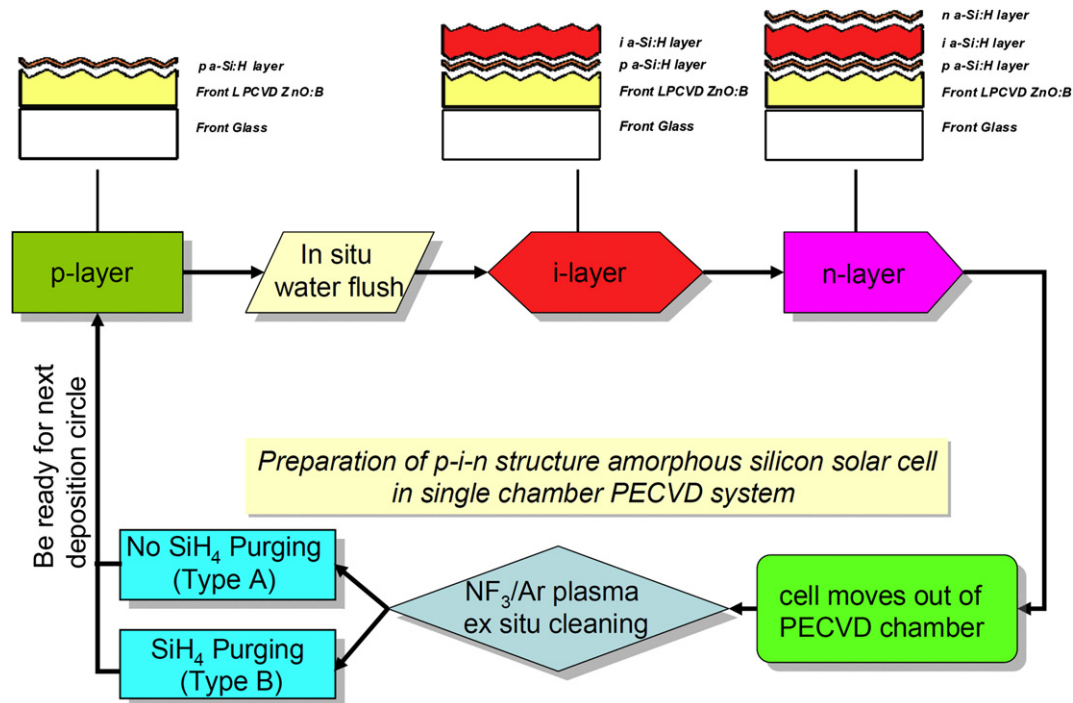 p a-Si:H layer
Front LPCVD ZnO:B
Front Glass
i a-Si:H layer
p a-Si:H layer
Front LPCVD ZnO:B
Front Glass
n a-Si:H layer
i a-Si:H layer
p a-Si:H layer
Front LPCVD ZnO:B
Front Glass
p-layer
In situ
water flush
i-layer
n-layer
Be ready for next
deposition circle
Preparation of p-i-n structure amorphous silicon solar cell
in single chamber PECVD system
No SiH₄ Purging
(Type A)
SiH₄ Purging
(Type B)
NF₃/Ar plasma
ex situ cleaning
cell moves out of
PECVD chamber